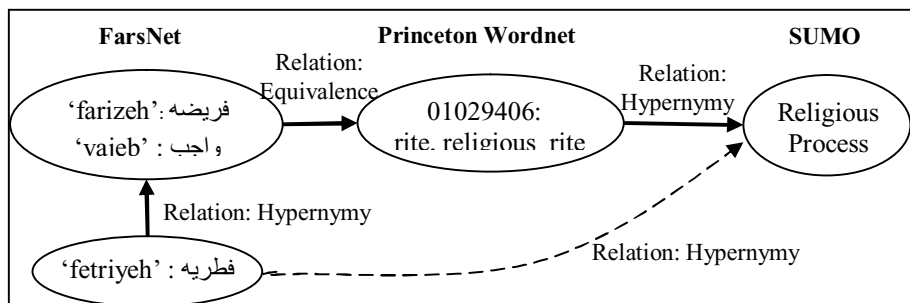 FarsNet
Princeton Wordnet
SUMO
Relation:
Equivalence
Relation:
Hypernymy
‘farizeh’: فریضه
‘vajeb’ : واجب
01029406:
rite, religious rite
Religious
Process
Relation: Hypernymy
Relation: Hypernymy
‘fetriyeh’ : فطریه